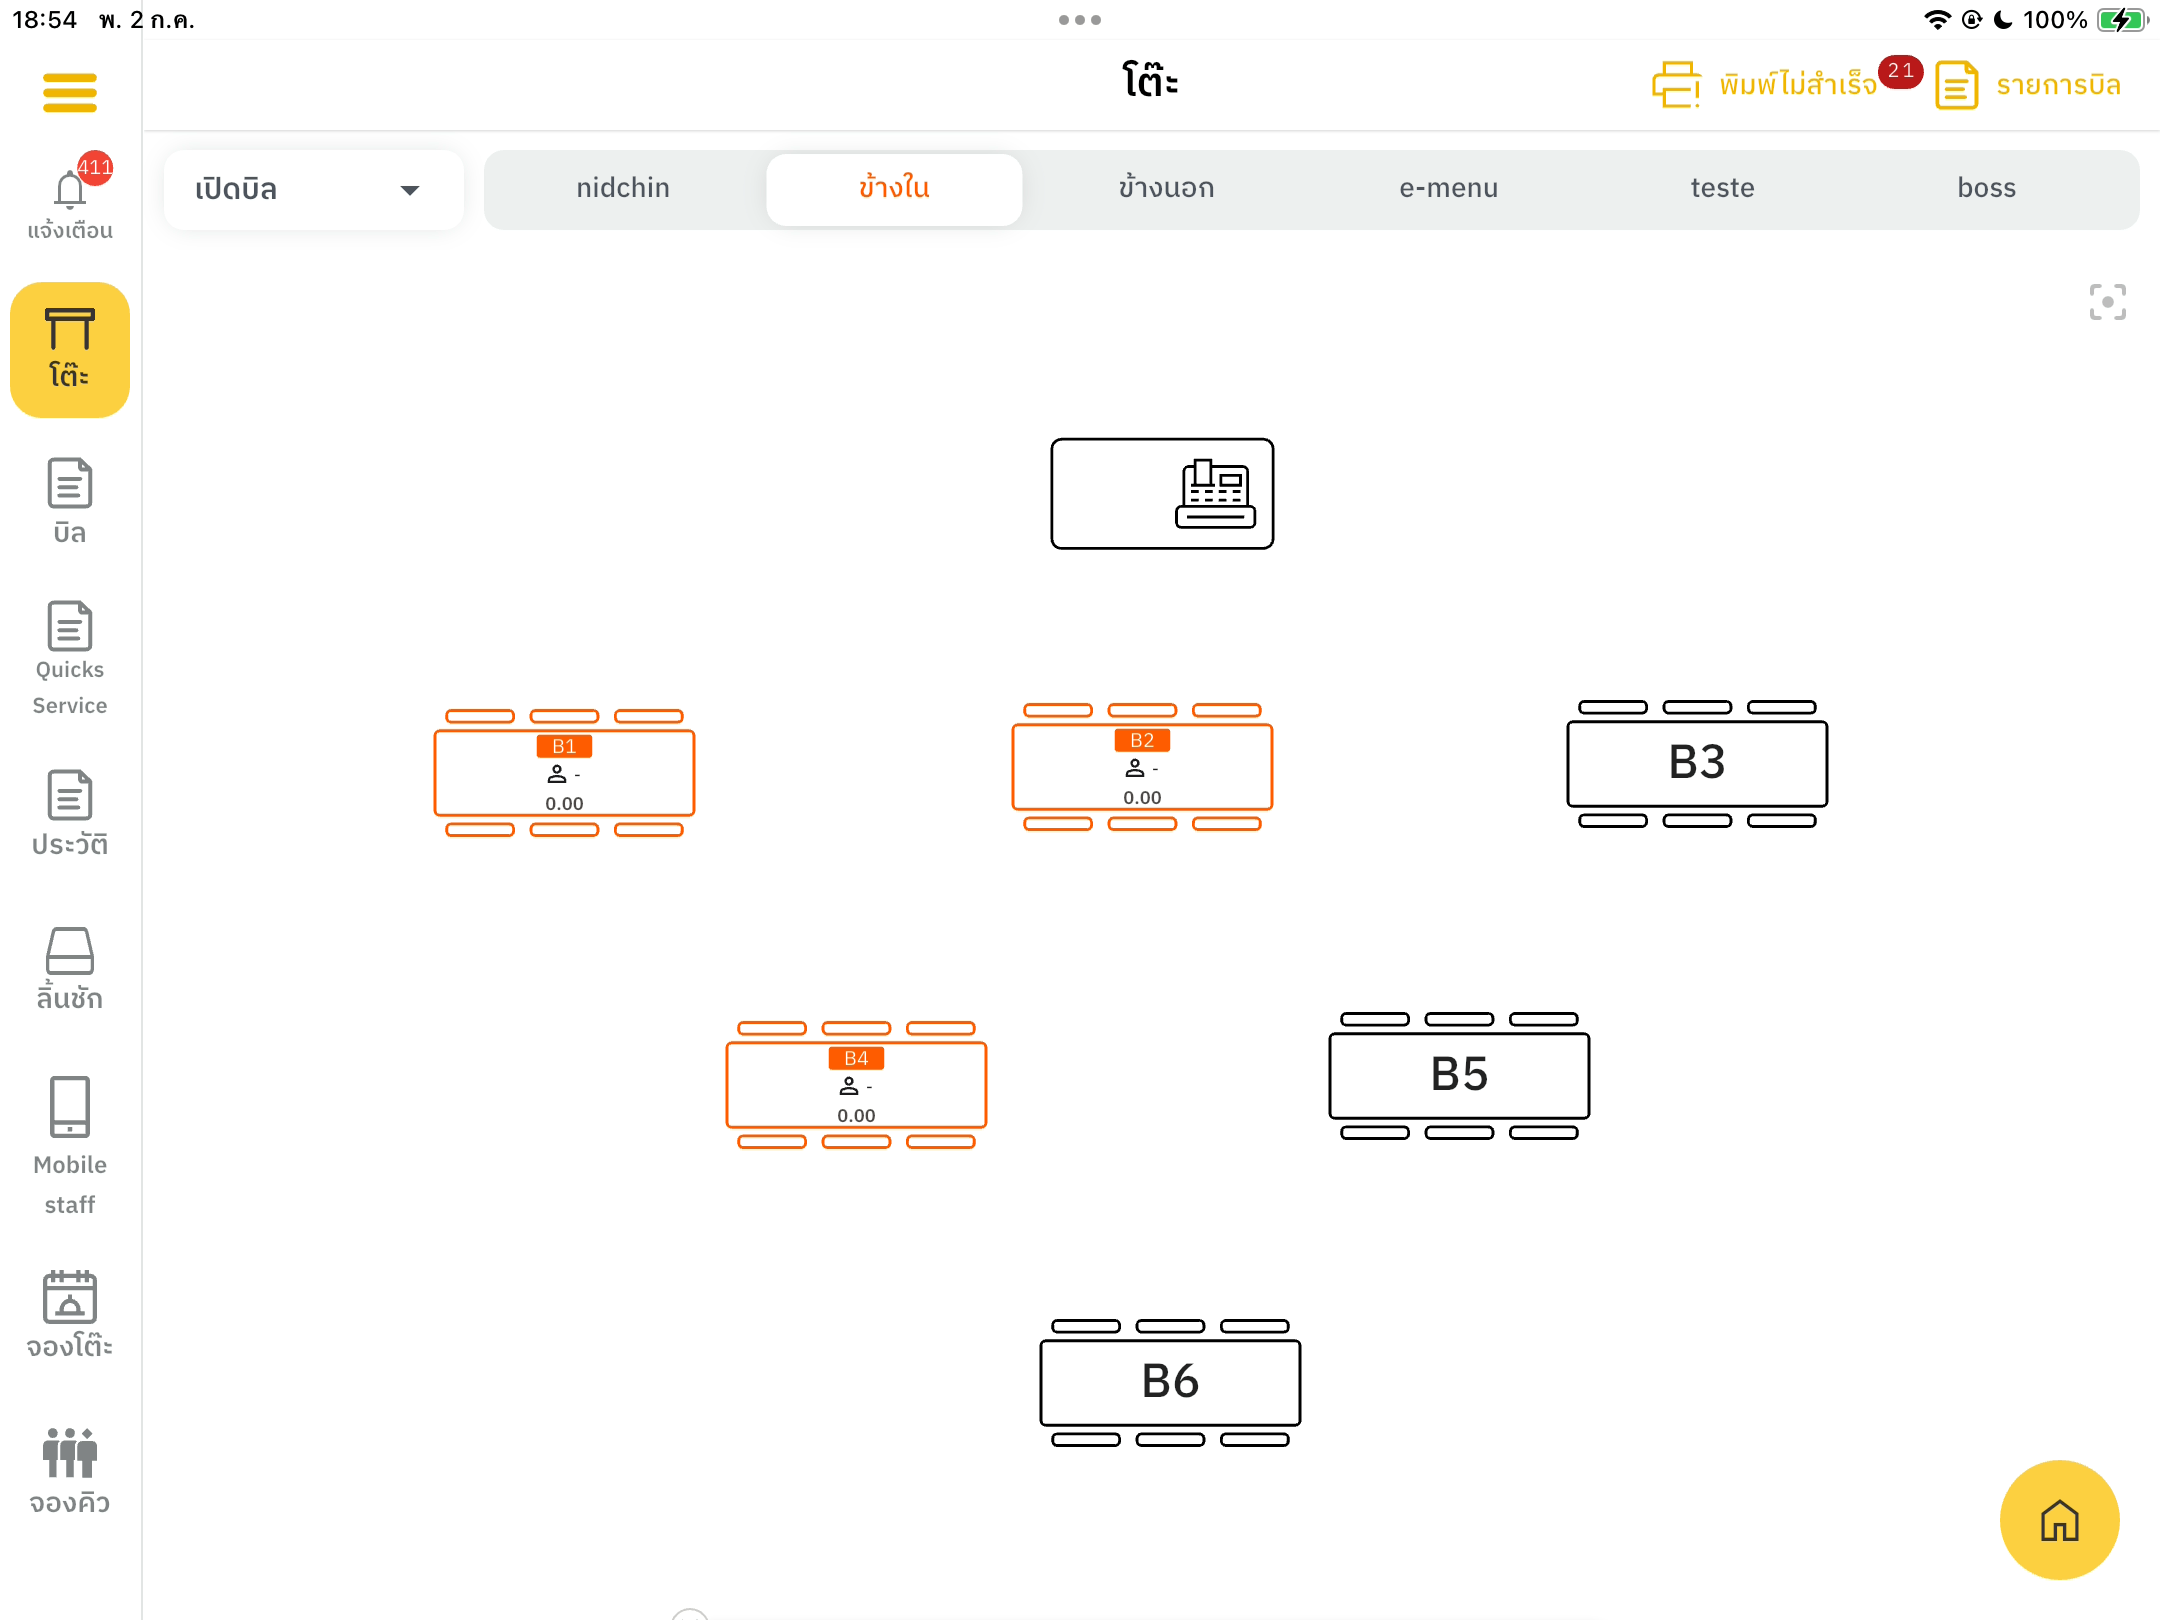 18:54 พ. 2 ก.ค.
100%
โต๊ะ
พิมพ์ไม่สำเร็จ 21
รายการบิล
411
แจ้งเตือน
เปิดบิล
nidchin
ข้างใน
ข้างนอก
e-menu
teste
boss
โต๊ะ
บิล
Quicks
Service
ประวัติ
ลิ้นชัก
Mobile
staff
จองโต๊ะ
จองคิว
B1
-
0.00
B2
-
0.00
B3
B4
-
0.00
B5
B6